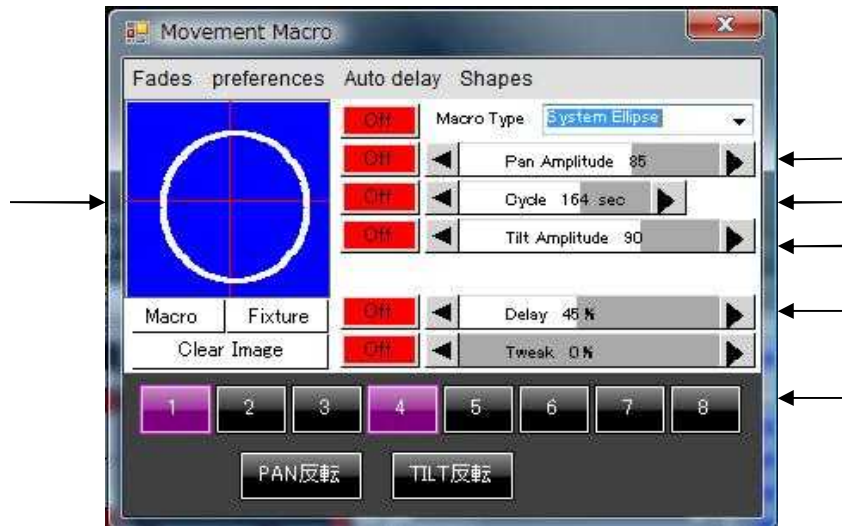 Movement Macro
Fades preferences Auto delay Shapes
Off Macro Type System Ellipse
Off Pan Amplitude 85
Off Cycle 164 sec
Off Tilt Amplitude 90
Macro Fixture Off Delay 45 %
Clear Image Off Tweak 0 %
1 2 3 4 5 6 7 8
PAN反転 TILT反転